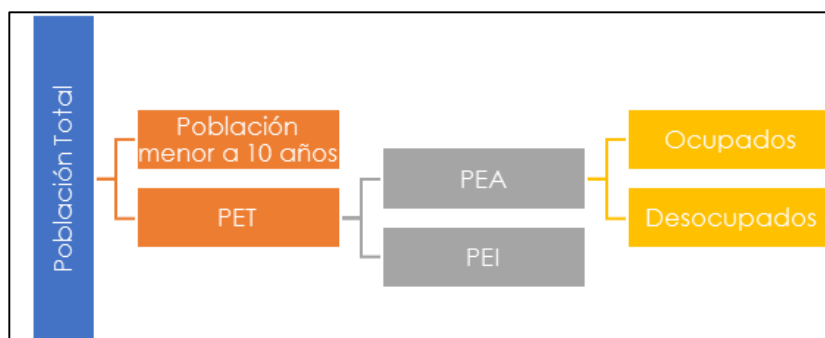 Población Total
Población
menor a 10 años
PET
PEA
PEI
Ocupados
Desocupados